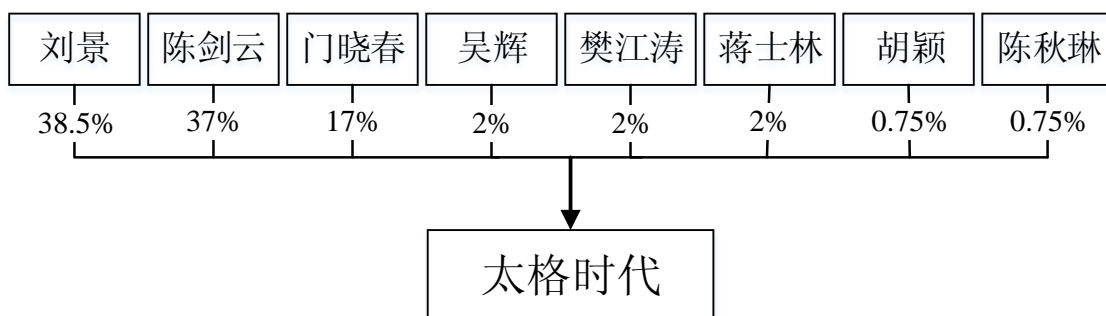 刘景 陈剑云 门晓春 吴辉 樊江涛 蒋士林 胡颖 陈秋琳
38.5% 37% 17% 2% 2% 2% 0.75% 0.75%
太格时代